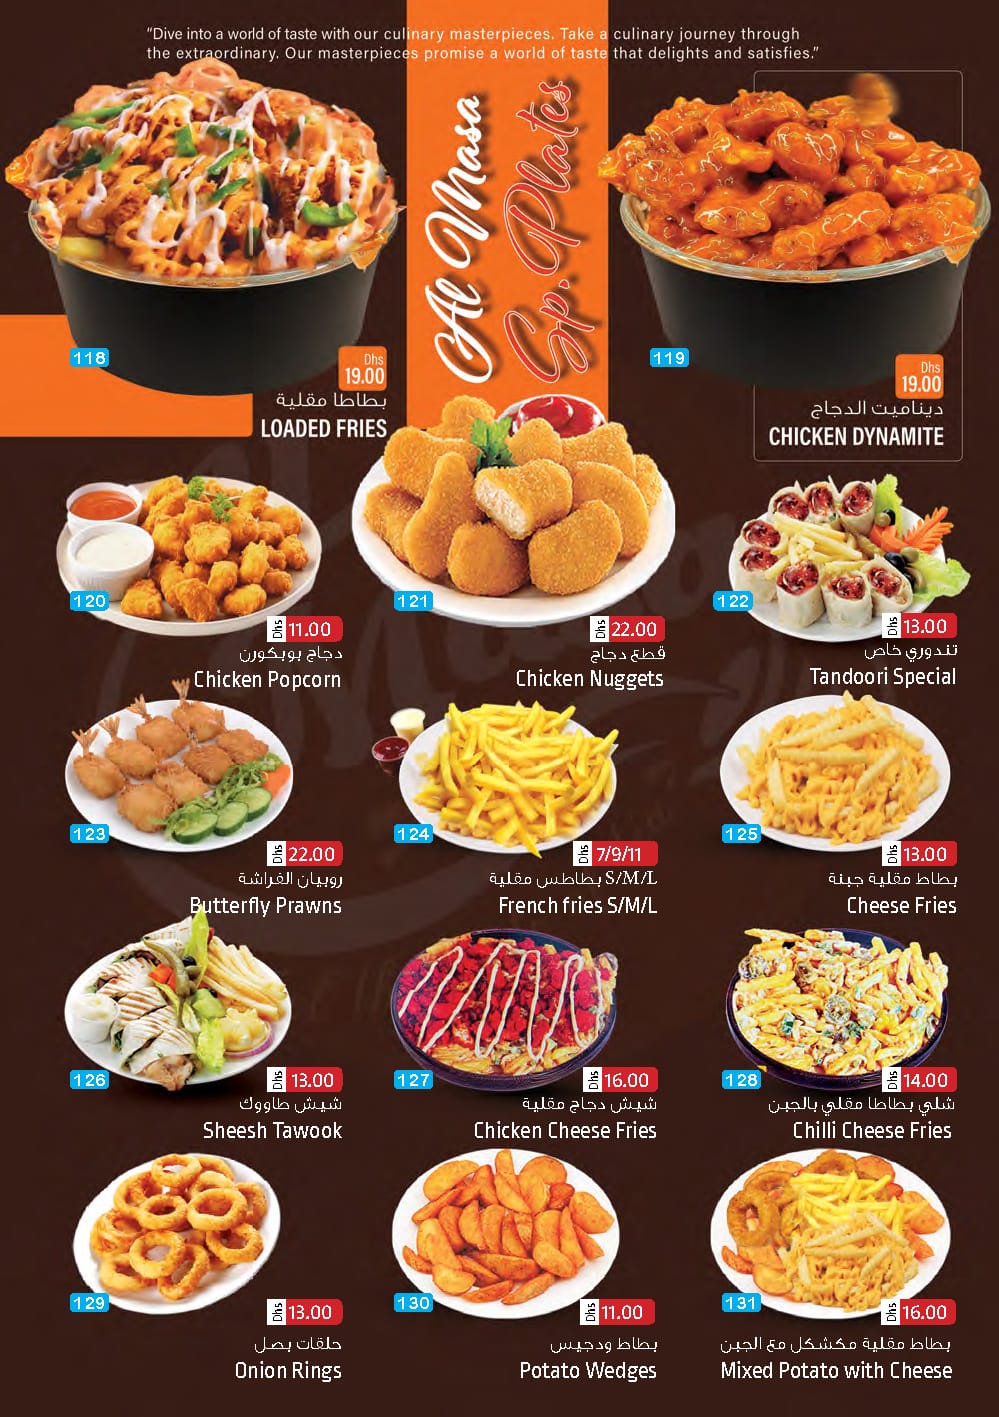 “Dive into a world of taste with our culinary masterpieces. Take a culinary journey through
the extraordinary. Our masterpieces promise a world of taste that delights and satisfies.”
Al Masa
Sp. Plates
118
Dhs
19.00
بطاطا مقلية
LOADED FRIES
119
Dhs
19.00
ديناميت الدجاج
CHICKEN DYNAMITE
120
Dhs 11.00
دجاج بوبكورن
Chicken Popcorn
121
Dhs 22.00
قطع دجاج
Chicken Nuggets
122
Dhs 13.00
تندوري خاص
Tandoori Special
123
Dhs 22.00
روبيان الفراشة
Butterfly Prawns
124
Dhs 7/9/11
بطاطس مقلية S/M/L
French fries S/M/L
125
Dhs 13.00
بطاط مقلية جبنة
Cheese Fries
126
Dhs 13.00
شيش طاووك
Sheesh Tawook
127
Dhs 16.00
شيش دجاج مقلية
Chicken Cheese Fries
128
Dhs 14.00
شلي بطاطا مقلي بالجبن
Chilli Cheese Fries
129
Dhs 13.00
حلقات بصل
Onion Rings
130
Dhs 11.00
بطاط ودجيس
Potato Wedges
131
Dhs 16.00
بطاط مقلية مكشكل مع الجبن
Mixed Potato with Cheese